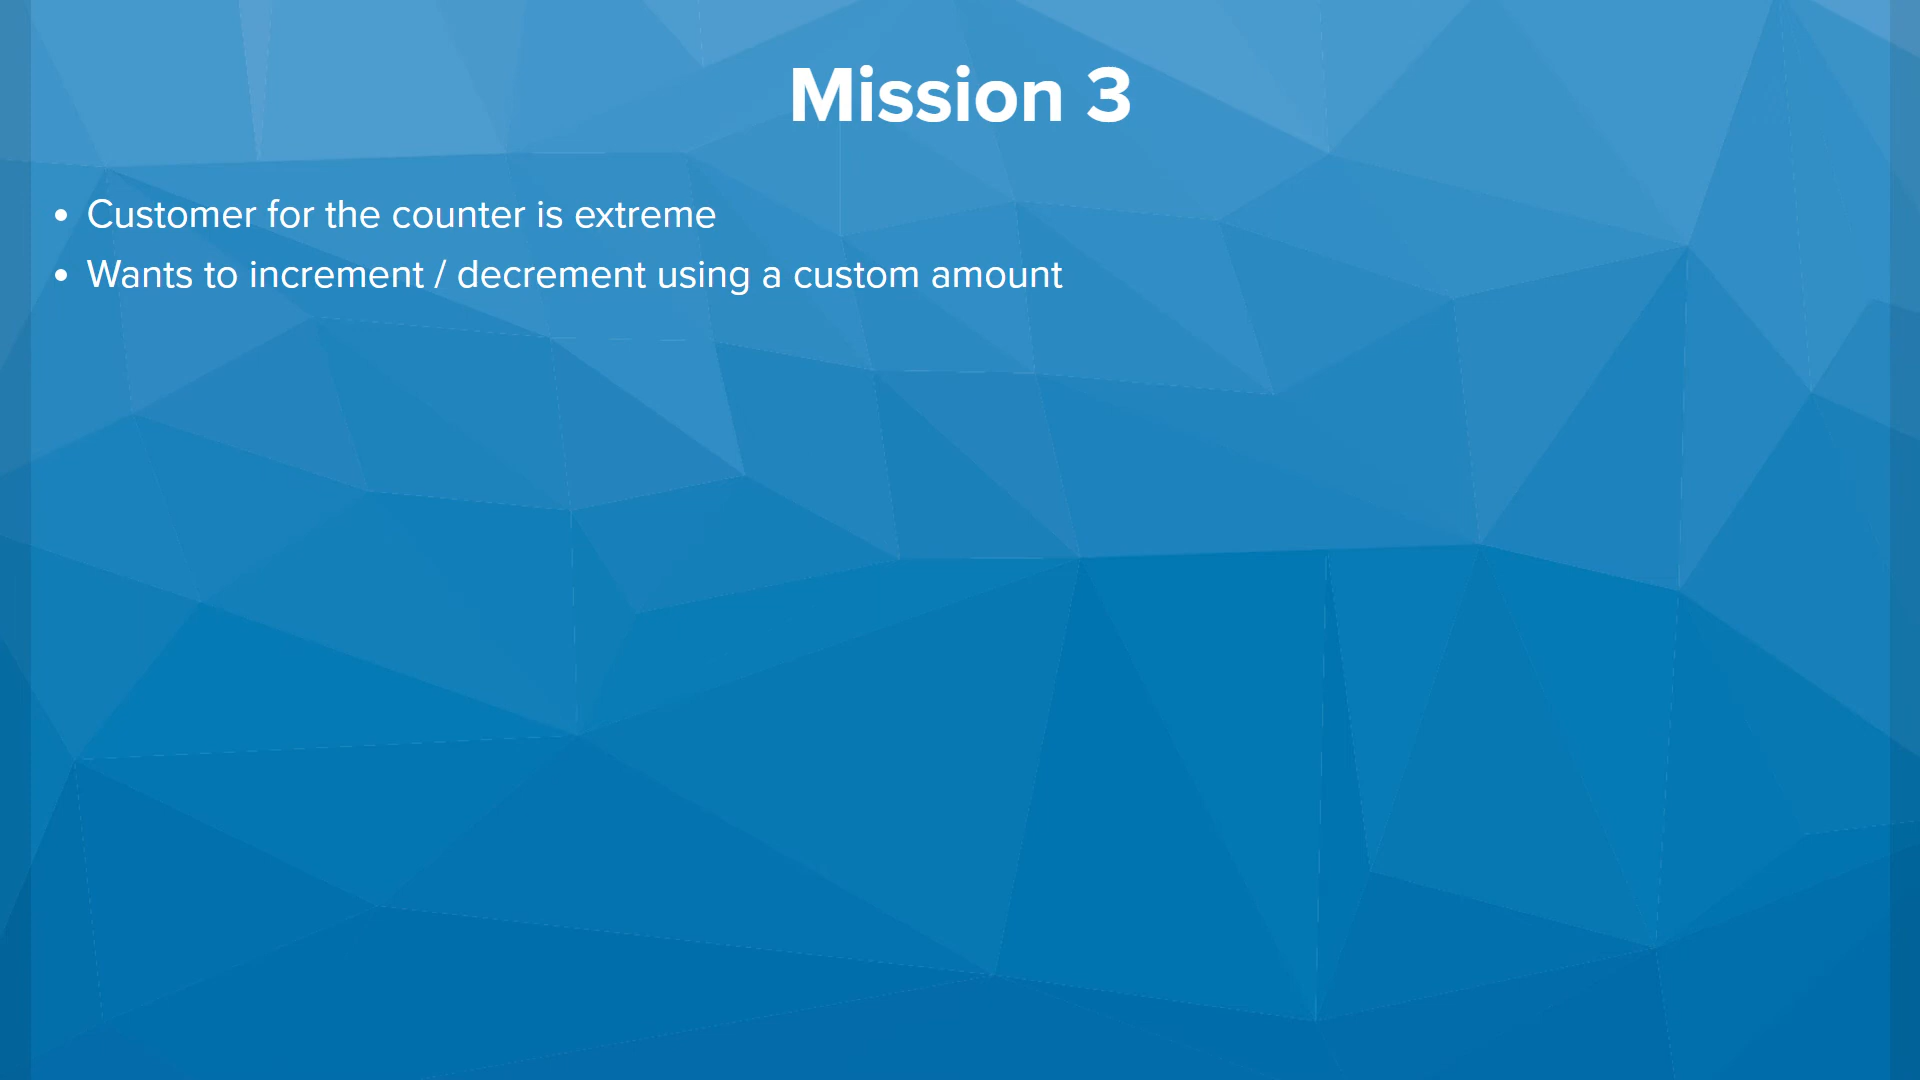 Mission 3
• Customer for the counter is extreme
• Wants to increment / decrement using a custom amount